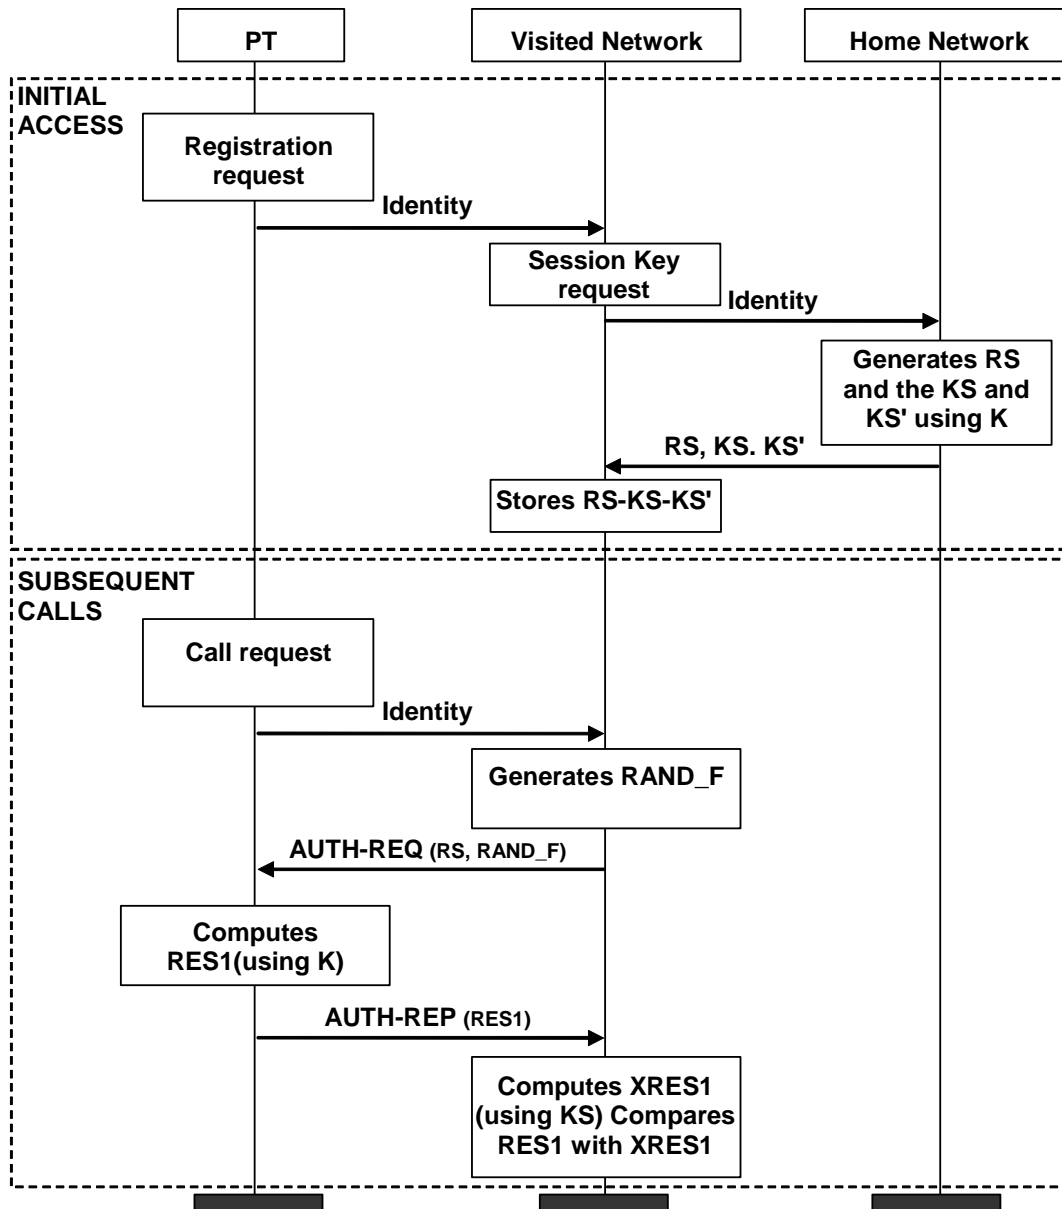 PT
Visited Network
Home Network
INITIAL
ACCESS
Registration
request
Identity
Session Key
request
Identity
Generates RS
and the KS and
KS' using K
RS, KS. KS'
Stores RS-KS-KS'
SUBSEQUENT
CALLS
Call request
Identity
Generates RAND_F
AUTH-REQ (RS, RAND_F)
Computes
RES1(using K)
AUTH-REP (RES1)
Computes XRES1
(using KS) Compares
RES1 with XRES1